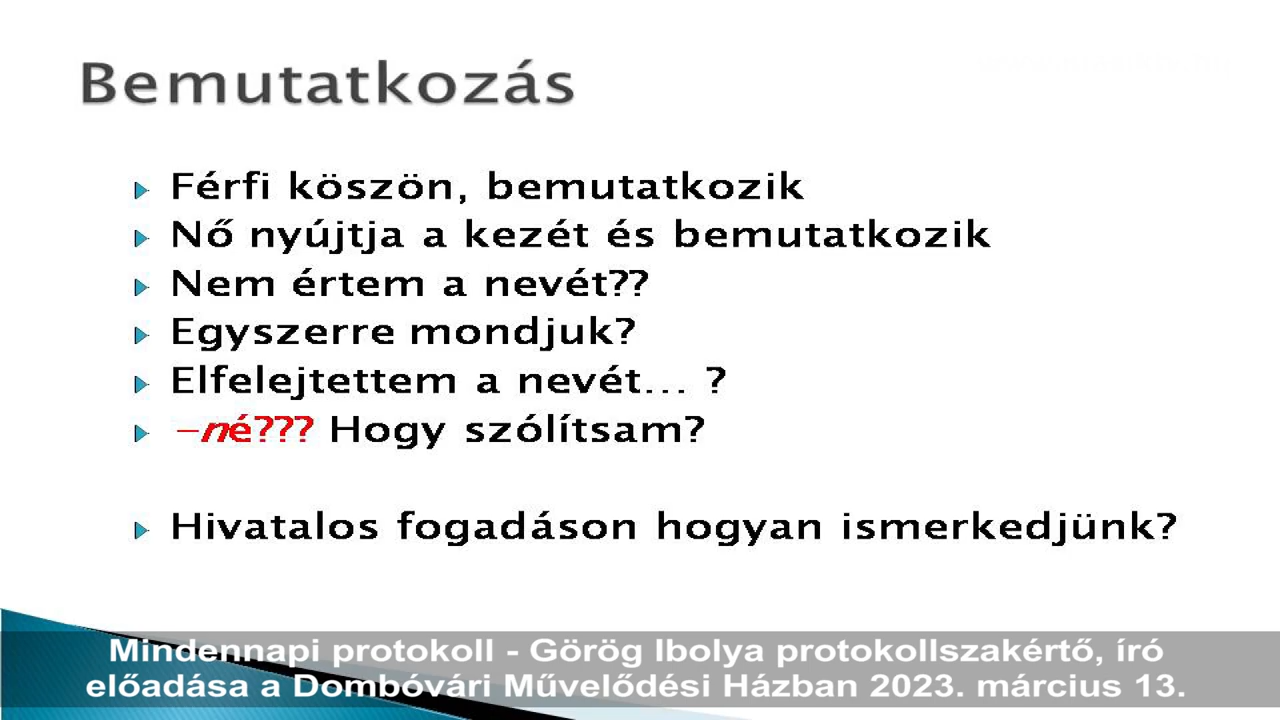 Bemutatkozás
Férfi köszön, bemutatkozik
Nő nyújtja a kezét és bemutatkozik
Nem értem a nevét??
Egyszerre mondjuk?
Elfelejtettem a nevét... ?
–né??? Hogy szólítsam?
Hivatalos fogadáson hogyan ismerkedjünk?
Mindennapi protokoll - Görög Ibolya protokollszakértő, író
előadása a Dombóvári Művelődési Házban 2023. március 13.